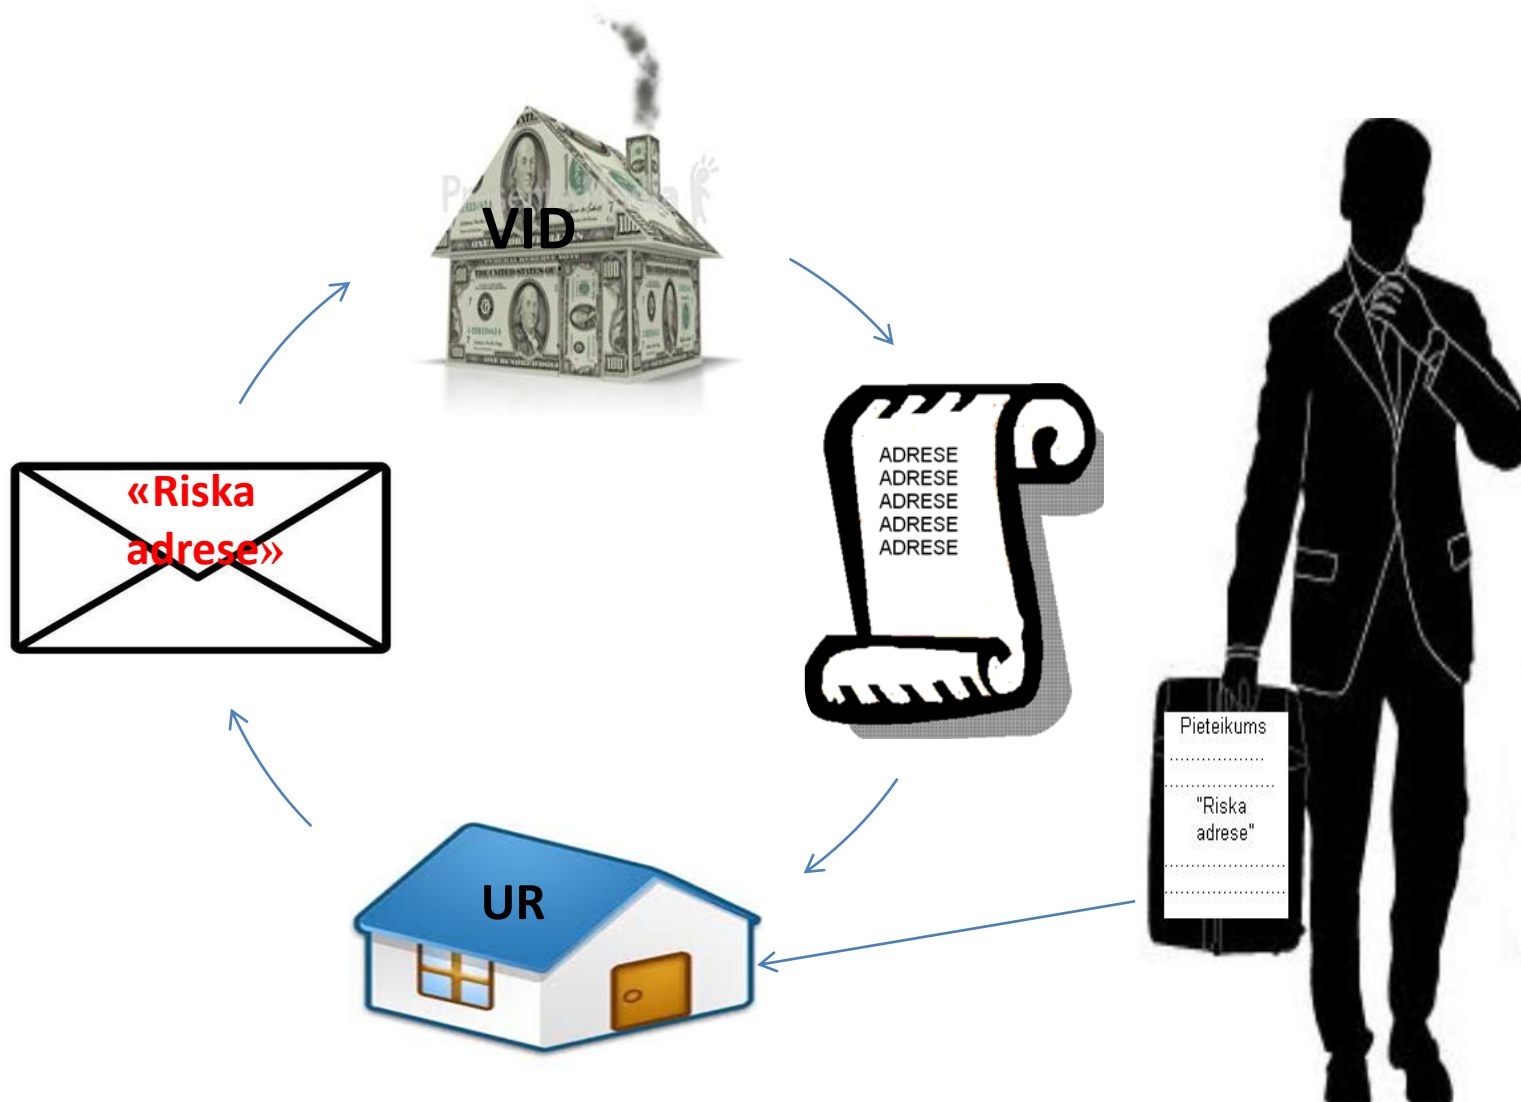 VID
«Riska
adrese»
ADRESE
ADRESE
ADRESE
ADRESE
ADRESE
Pieteikums
..................
.....................
"Riska
adrese"
.......................
.......................
UR